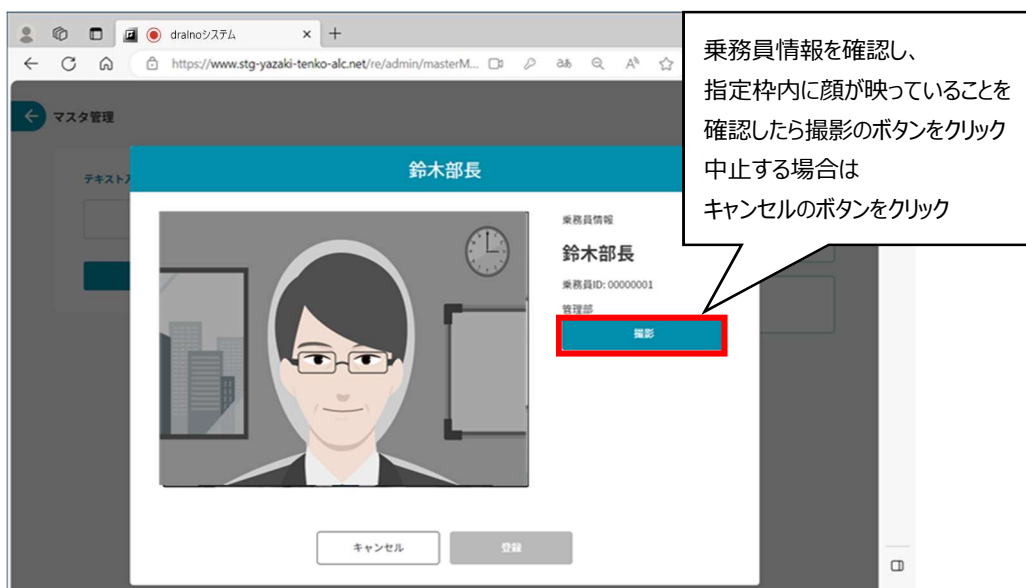 dralnoシステム
https://www.stg-yazaki-tenko-alc.net/re/admin/masterM...
マスタ管理
テキスト入
乗務員情報を確認し、
指定枠内に顔が映っていることを
確認したら撮影のボタンをクリック
中止する場合は
キャンセルのボタンをクリック
鈴木部長
乗務員情報
鈴木部長
乗務員ID: 00000001
管理部
撮影
キャンセル
登録